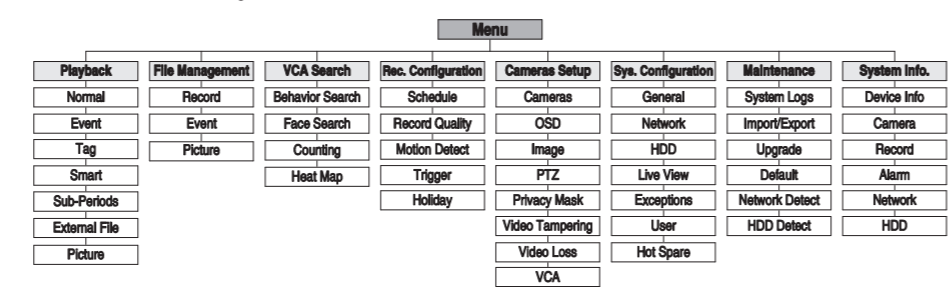 Menu
Playback
Normal
Event
Tag
Smart
Sub-Periods
External File
Picture
File Management
Record
Event
Picture
VCA Search
Behavior Search
Face Search
Counting
Heat Map
Rec. Configuration
Schedule
Record Quality
Motion Detect
Trigger
Holiday
Cameras Setup
Cameras
OSD
Image
PTZ
Privacy Mask
Video Tampering
Video Loss
VCA
Sys. Configuration
General
Network
HDD
Live View
Exceptions
User
Hot Spare
Maintenance
System Logs
Import/Export
Upgrade
Default
Network Detect
HDD Detect
System Info.
Device Info
Camera
Record
Alarm
Network
HDD